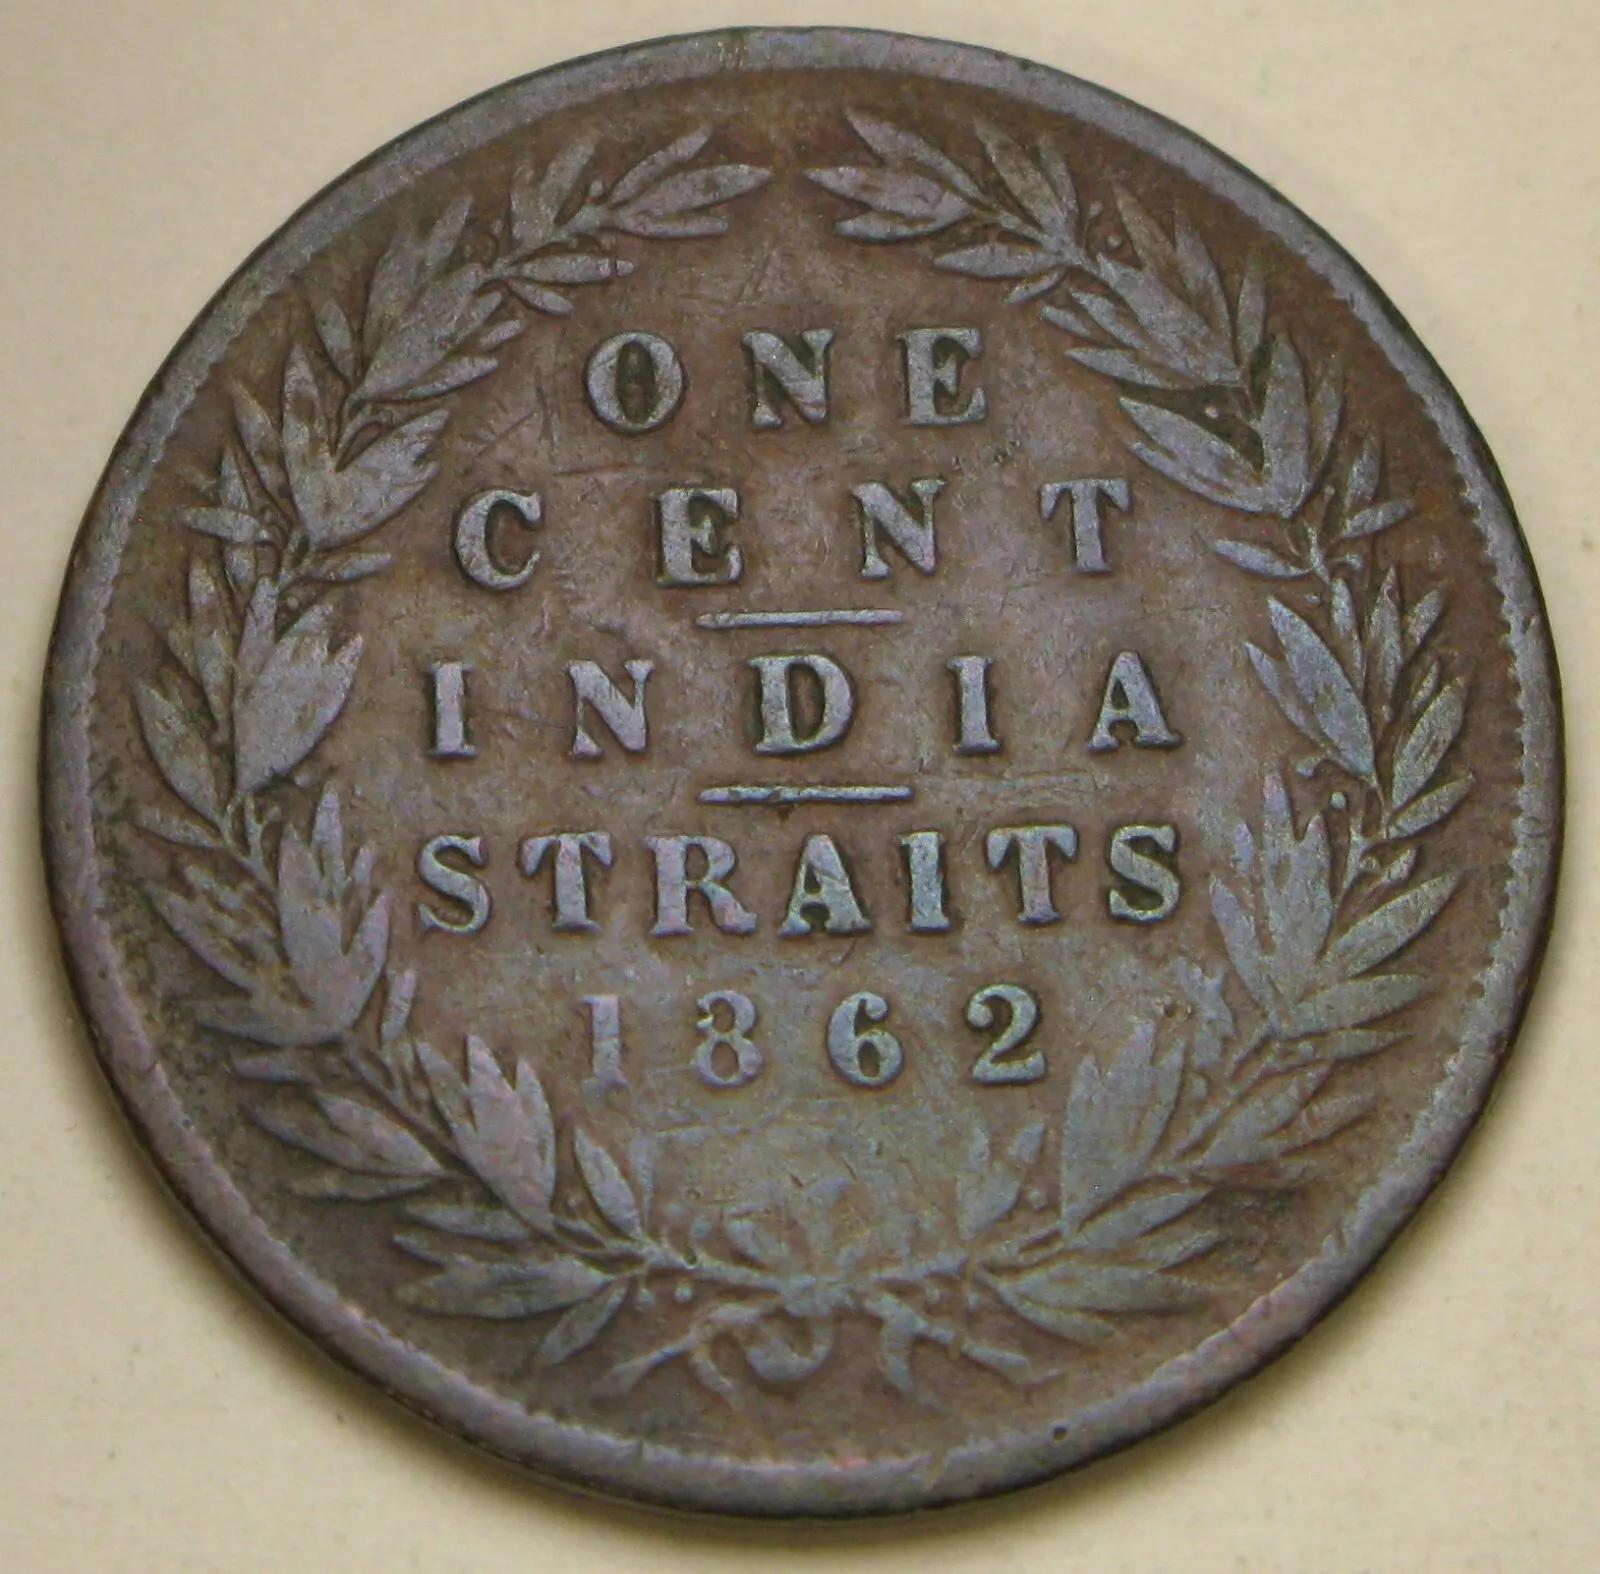 ONE
CENT
INDIA
STRAITS
1862